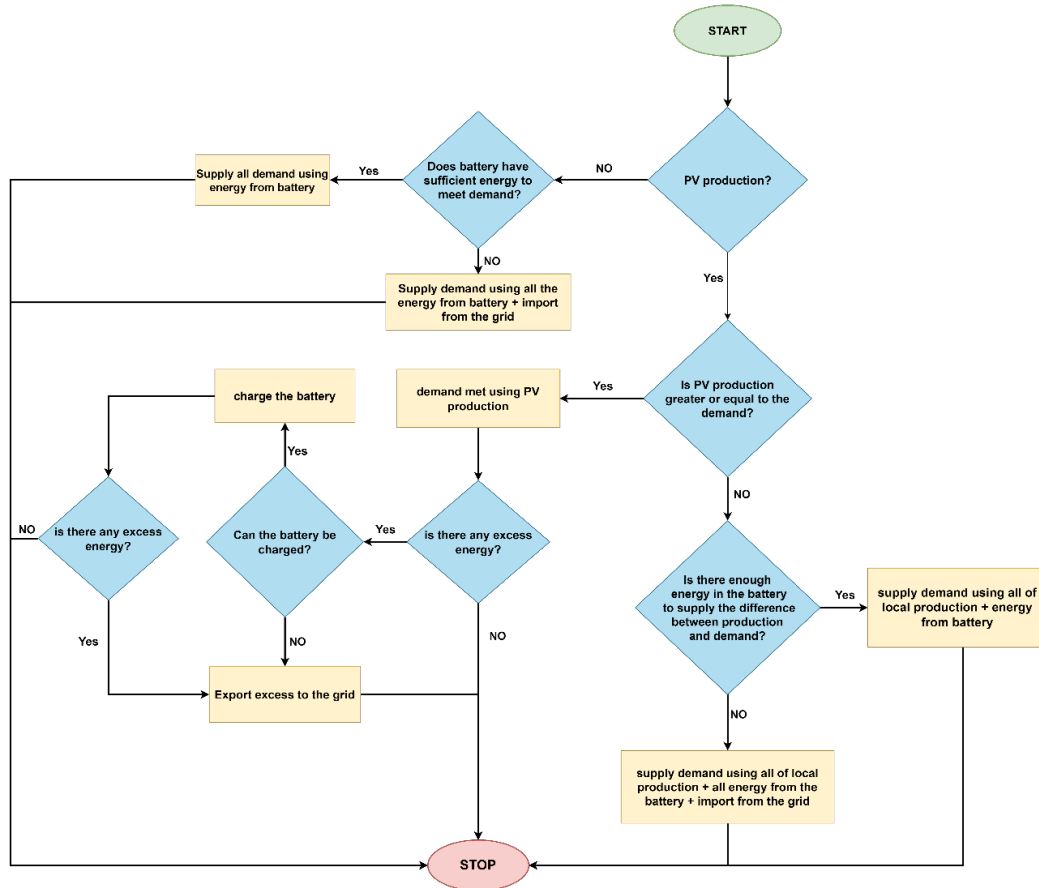 START
PV production?
NO
Does battery have
sufficient energy to
meet demand?
Yes
Supply all demand using
energy from battery
NO
Supply demand using all the
energy from battery + import
from the grid
Yes
Is PV production
greater or equal to the
demand?
Yes
demand met using PV
production
charge the battery
Yes
NO
is there any excess
energy?
Can the battery be
charged?
Yes
is there any excess
energy?
NO
Is there enough
energy in the battery
to supply the difference
between production
and demand?
Yes
supply demand using all of
local production + energy
from battery
Yes
NO
NO
Export excess to the grid
NO
supply demand using all of local
production + all energy from the
battery + import from the grid
STOP